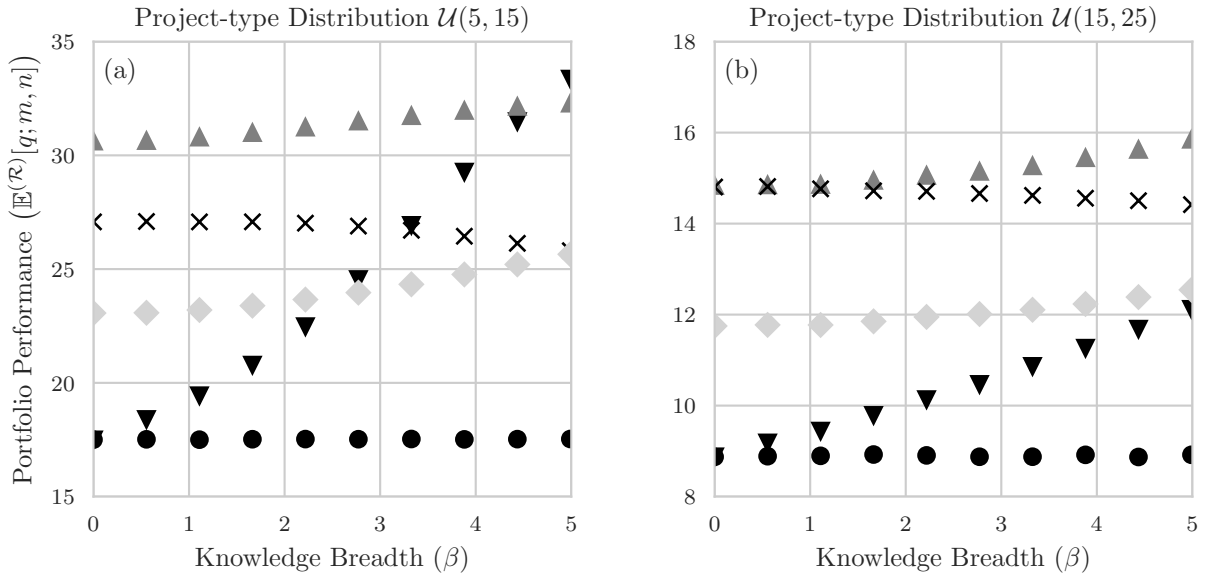 Project-type Distribution 𝒰(5, 15)
Portfolio Performance (𝔼^(ℛ)[q; m, n])
(a)
35
30
25
20
15
0 1 2 3 4 5
Knowledge Breadth (β)
Project-type Distribution 𝒰(15, 25)
(b)
18
16
14
12
10
8
0 1 2 3 4 5
Knowledge Breadth (β)